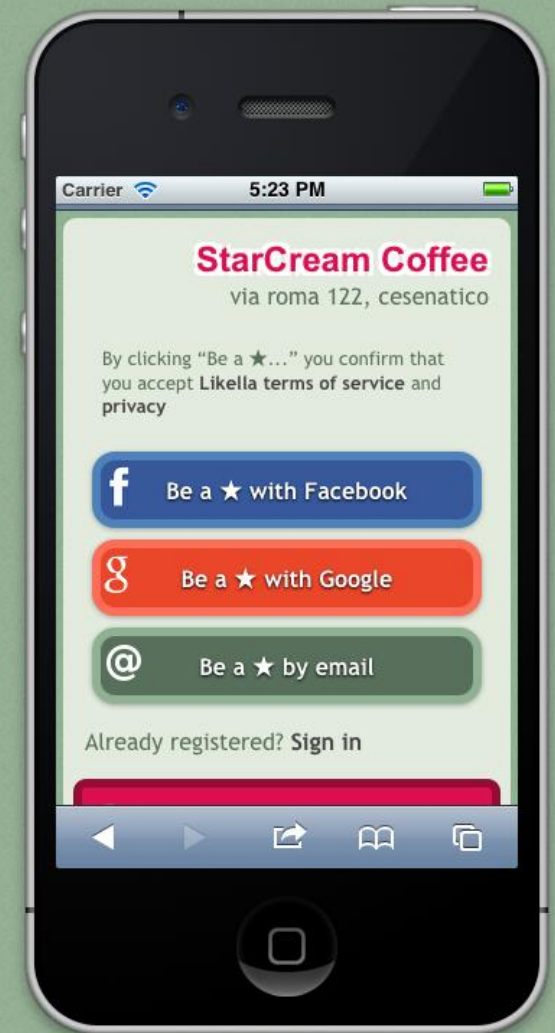 Carrier 5:23 PM
StarCream Coffee
via roma 122, cesenatico
By clicking “Be a ★...” you confirm that
you accept Likella terms of service and
privacy
f Be a ★ with Facebook
g Be a ★ with Google
@ Be a ★ by email
Already registered? Sign in